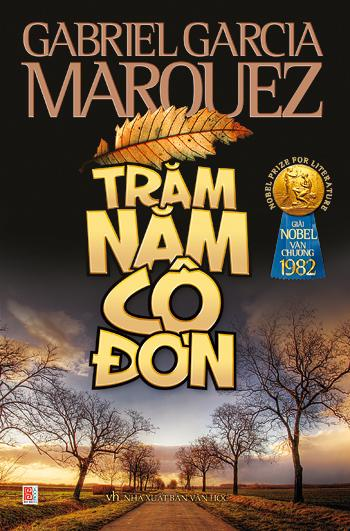 GABRIEL GARCIA
MARQUEZ
TRĂM
NĂM
CÔ
ĐƠN
NOBEL PRIZE FOR LITERATURE
GIẢI
NOBEL
VĂN
CHƯƠNG
1982
vh NHÀ XUẤT BẢN VĂN HỌC